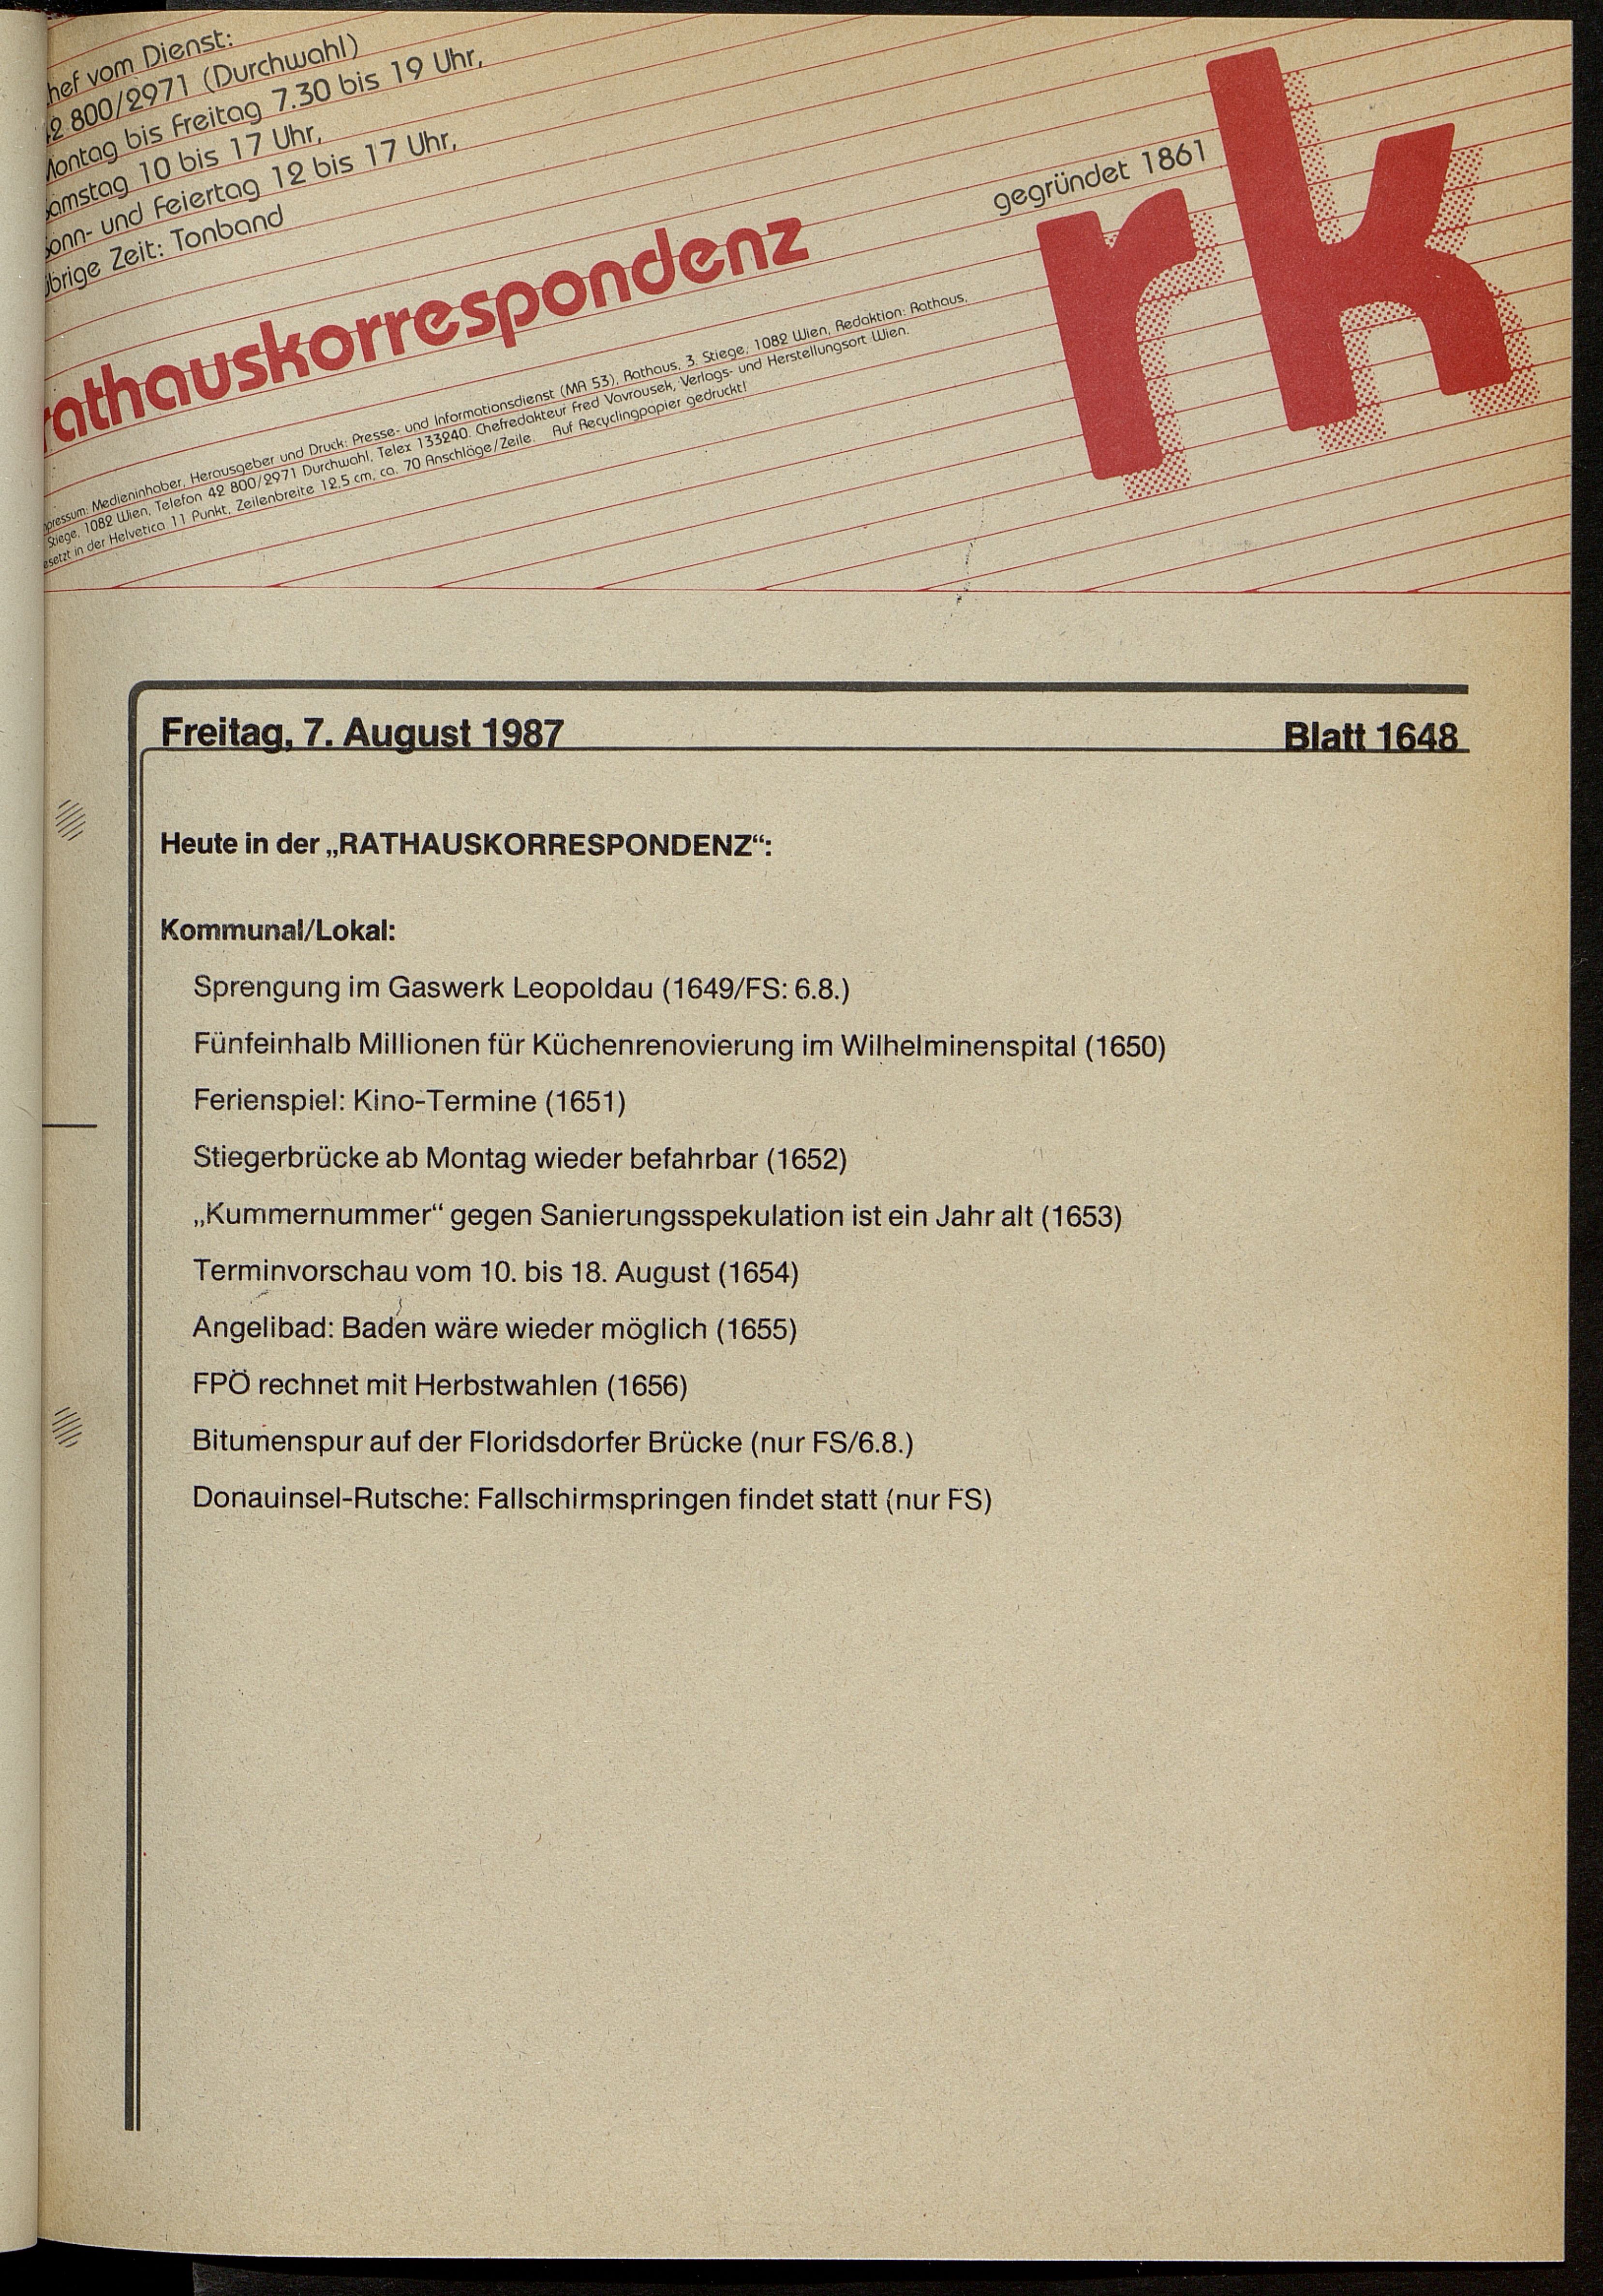 hef vom Dienst:
42 800/2971 (Durchwahl)
Montag bis Freitag 7.30 bis 19 Uhr,
Samstag 10 bis 17 Uhr,
Sonn- und Feiertag 12 bis 17 Uhr,
übrige Zeit: Tonband
gegründet 1861
rk
rathauskorrespondenz
pressum: Medieninhaber, Herausgeber und Druck: Presse- und Informationsdienst (MA 53), Rathaus, 3. Stiege, 1082 Wien, Redaktion: Rathaus,
Stiege, 1082 Wien, Telefon 42 800/2971 Durchwahl, Telex 133240. Chefredakteur Fred Vavrousek, Verlags- und Herstellungsort Wien.
esetzt in der Helvetica 11 Punkt, Zeilenbreite 12,5 cm, ca. 70 Anschläge/Zeile. Auf Recyclingpapier gedruckt!
Freitag, 7. August 1987 Blatt 1648
Heute in der „RATHAUSKORRESPONDENZ“:
Kommunal/Lokal:
Sprengung im Gaswerk Leopoldau (1649/FS: 6.8.)
Fünfeinhalb Millionen für Küchenrenovierung im Wilhelminenspital (1650)
Ferienspiel: Kino-Termine (1651)
Stiegerbrücke ab Montag wieder befahrbar (1652)
„Kummernummer“ gegen Sanierungsspekulation ist ein Jahr alt (1653)
Terminvorschau vom 10. bis 18. August (1654)
Angelibad: Baden wäre wieder möglich (1655)
FPÖ rechnet mit Herbstwahlen (1656)
Bitumenspur auf der Floridsdorfer Brücke (nur FS/6.8.)
Donauinsel-Rutsche: Fallschirmspringen findet statt (nur FS)